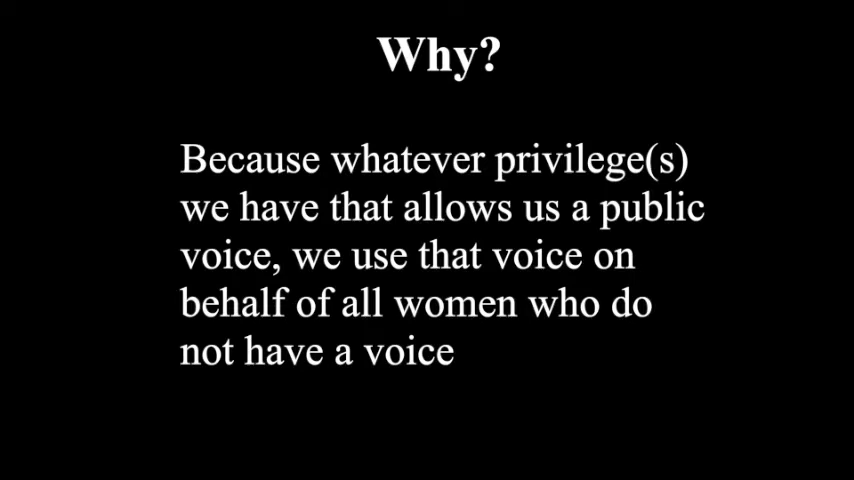 Why?
Because whatever privilege(s)
we have that allows us a public
voice, we use that voice on
behalf of all women who do
not have a voice